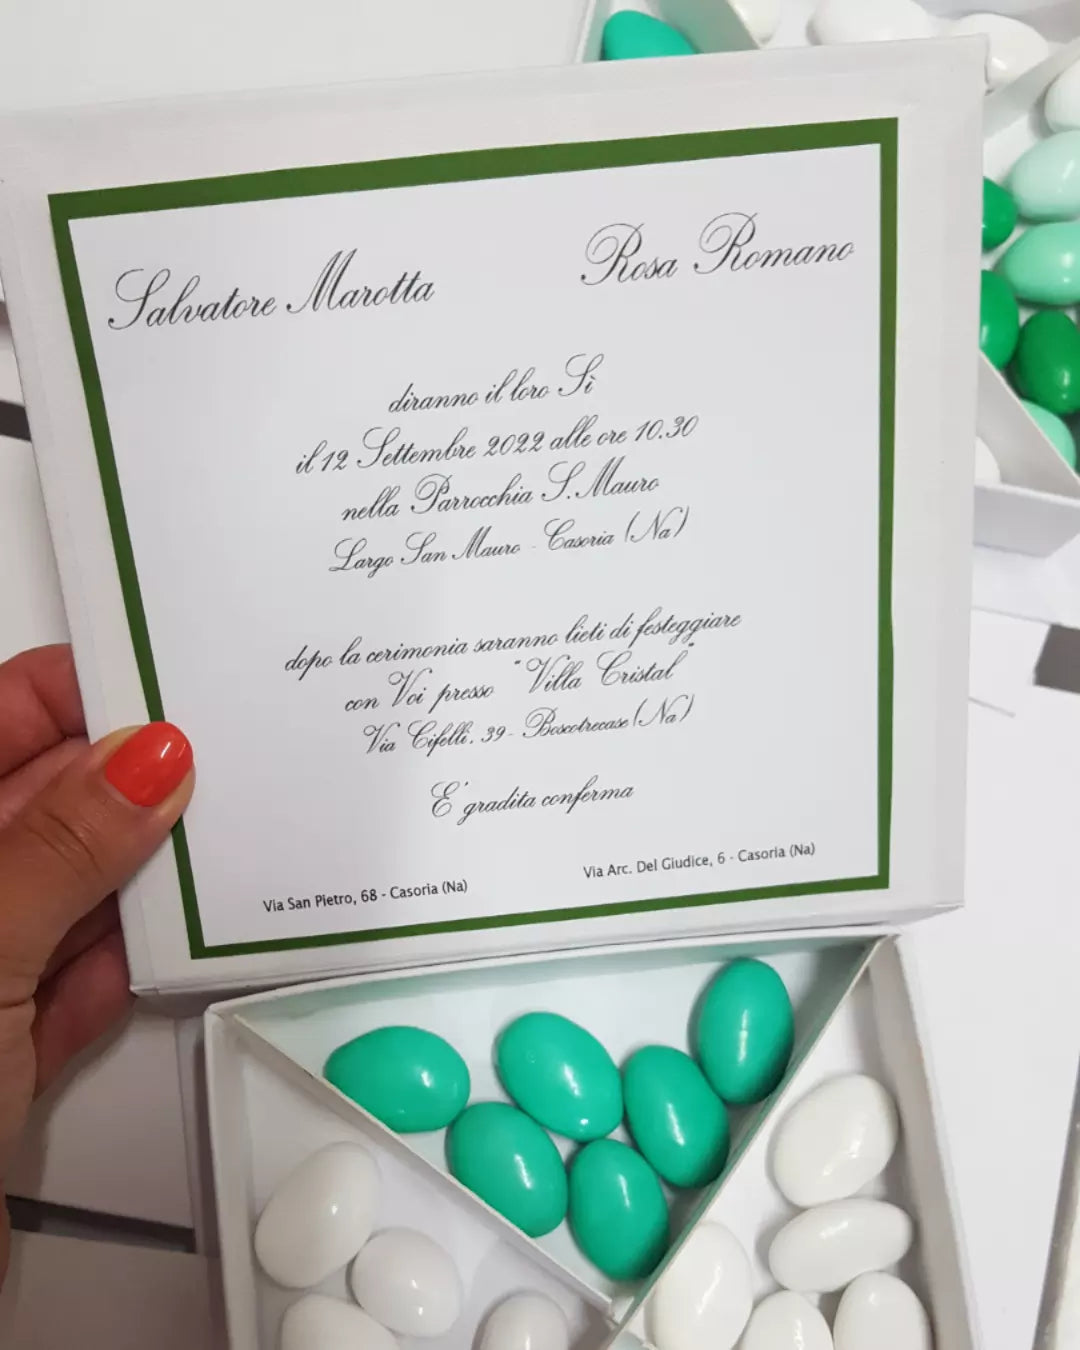 Salvatore Marotta
Rosa Romano
diranno il loro Sì
il 12 Settembre 2022 alle ore 10.30
nella Parrocchia S. Mauro
Largo San Mauro - Casoria (Na)
dopo la cerimonia saranno lieti di festeggiare
con Voi presso "Villa Cristal"
Via Cifelli, 39 - Boscotrecase (Na)
E' gradita conferma
Via San Pietro, 68 - Casoria (Na)
Via Arc. Del Giudice, 6 - Casoria (Na)